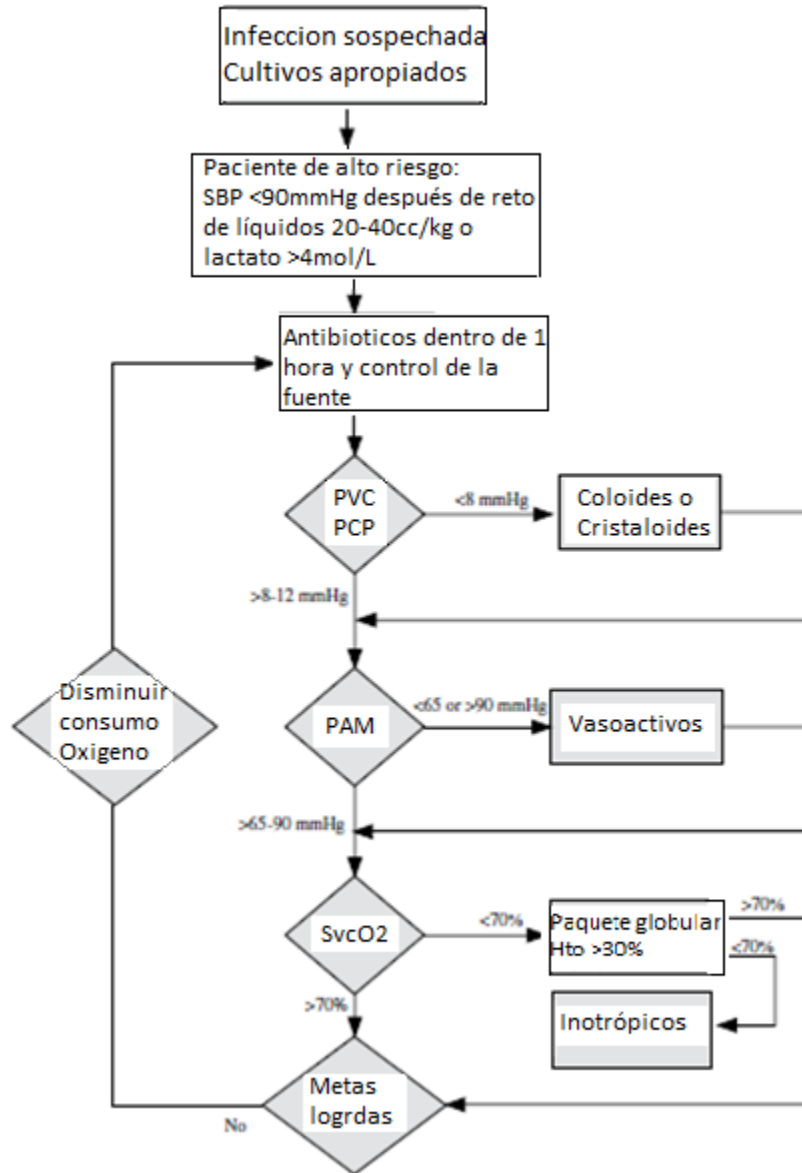 Infeccion sospechada
Cultivos apropiados
Paciente de alto riesgo:
SBP <90mmHg después de reto
de líquidos 20-40cc/kg o
lactato >4mol/L
Antibioticos dentro de 1
hora y control de la
fuente
PVC
PCP
<8 mmHg
Coloides o
Cristaloides
>8-12 mmHg
Disminuir
consumo
Oxigeno
PAM
<65 or >90 mmHg
Vasoactivos
>65-90 mmHg
SvcO2
<70%
Paquete globular
Hto >30%
>70%
<70%
>70%
Inotrópicos
Metas
logrdas
No